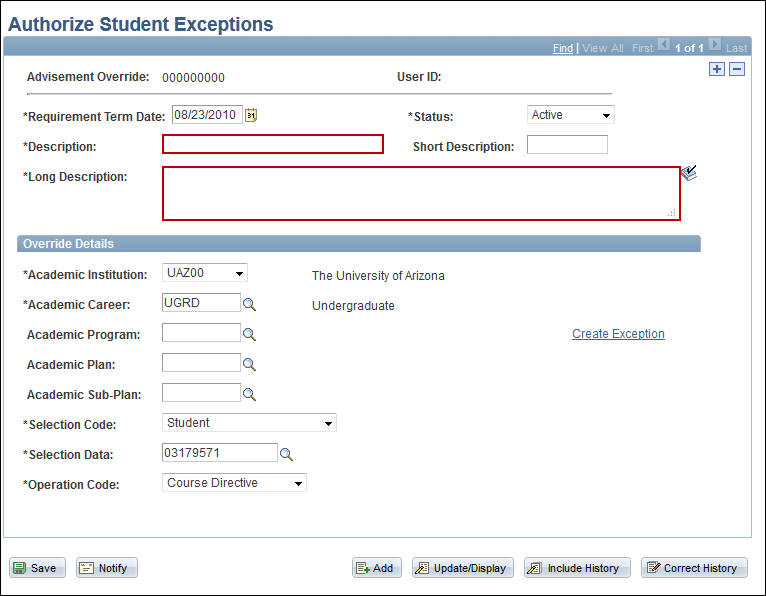 Authorize Student Exceptions
Find | View All First 1 of 1 Last
Advisement Override: 000000000 User ID:
*Requirement Term Date: 08/23/2010 31 *Status: Active
*Description: Short Description:
*Long Description:
Override Details
*Academic Institution: UAZ00 The University of Arizona
*Academic Career: UGRD Undergraduate
Academic Program: Create Exception
Academic Plan:
Academic Sub-Plan:
*Selection Code: Student
*Selection Data: 03179571
*Operation Code: Course Directive
Save Notify Add Update/Display Include History Correct History